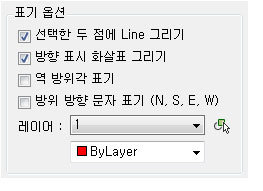 표기 옵션
선택한 두 점에 Line 그리기
방향 표시 화살표 그리기
역 방위각 표기
방위 방향 문자 표기 (N, S, E, W)
레이어 : 1
ByLayer